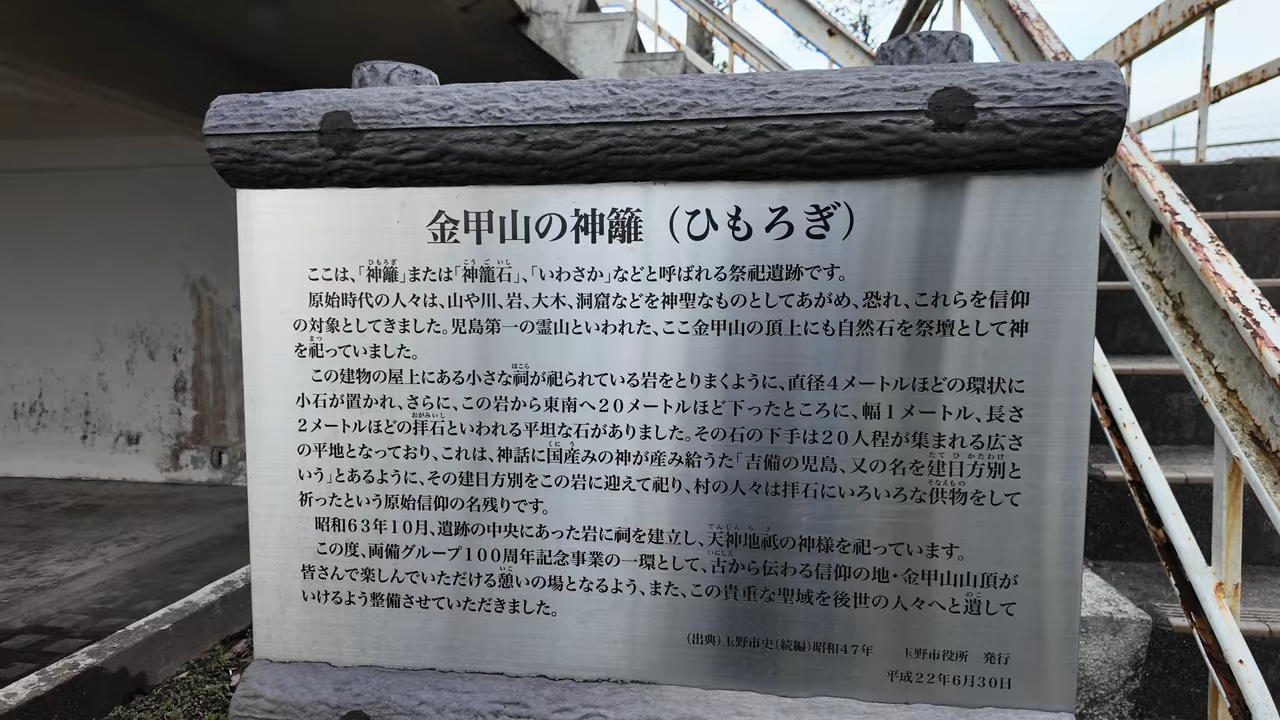 金甲山の神籬（ひもろぎ）
ここは、「神籬」または「神籠石」、「いわさか」などと呼ばれる祭祀遺跡です。
原始時代の人々は、山や川、岩、大木、洞窟などを神聖なものとしてあがめ、恐れ、これらを信仰
の対象としてきました。児島第一の霊山といわれた、ここ金甲山の頂上にも自然石を祭壇として神
を祀っていました。
この建物の屋上にある小さな祠が祀られている岩をとりまくように、直径４メートルほどの環状に
小石が置かれ、さらに、この岩から東南へ２０メートルほど下ったところに、幅１メートル、長さ
２メートルほどの拝石といわれる平坦な石がありました。その石の下手は２０人程が集まれる広さ
の平地となっており、これは、神話に国産みの神が産み給うた「吉備の児島、又の名を建日方別と
いう」とあるように、その建日方別をこの岩に迎えて祀り、村の人々は拝石にいろいろな供物をして
祈ったという原始信仰の名残りです。
昭和６３年１０月、遺跡の中央にあった岩に祠を建立し、天神地祇の神様を祀っています。
この度、両備グループ１００周年記念事業の一環として、古から伝わる信仰の地・金甲山山頂が
皆さんで楽しんでいただける憩いの場となるよう、また、この貴重な聖域を後世の人々へと遺して
いけるよう整備させていただきました。
（出典）玉野市史（続編）昭和４７年　玉野市役所　発行
平成２２年６月３０日